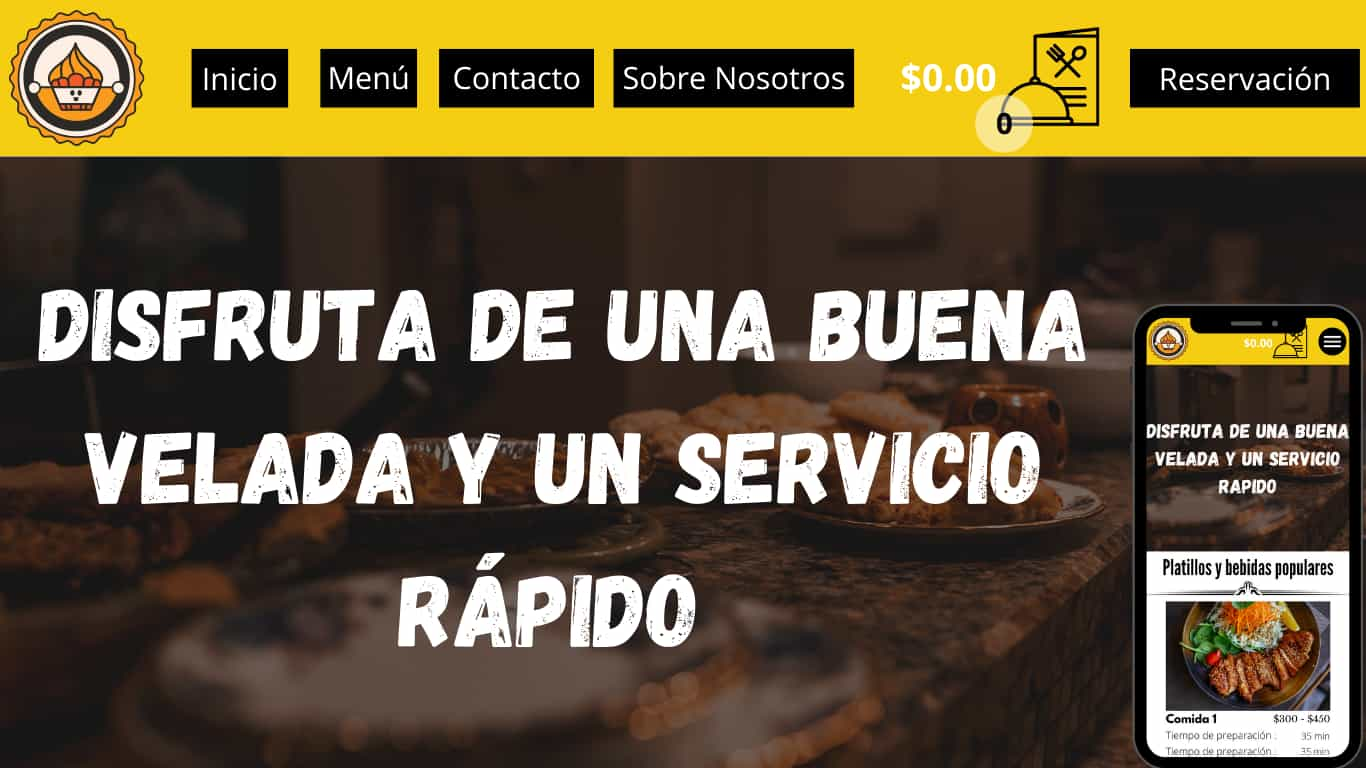 Inicio
Menú
Contacto
Sobre Nosotros
$0.00
0
Reservación
DISFRUTA DE UNA BUENA
VELADA Y UN SERVICIO
RÁPIDO
$0.00
DISFRUTA DE UNA BUENA
VELADA Y UN SERVICIO
RAPIDO
Platillos y bebidas populares
Comida 1 $300 - $450
Tiempo de preparación : 35 min
Tiempo de preparación : 35 min